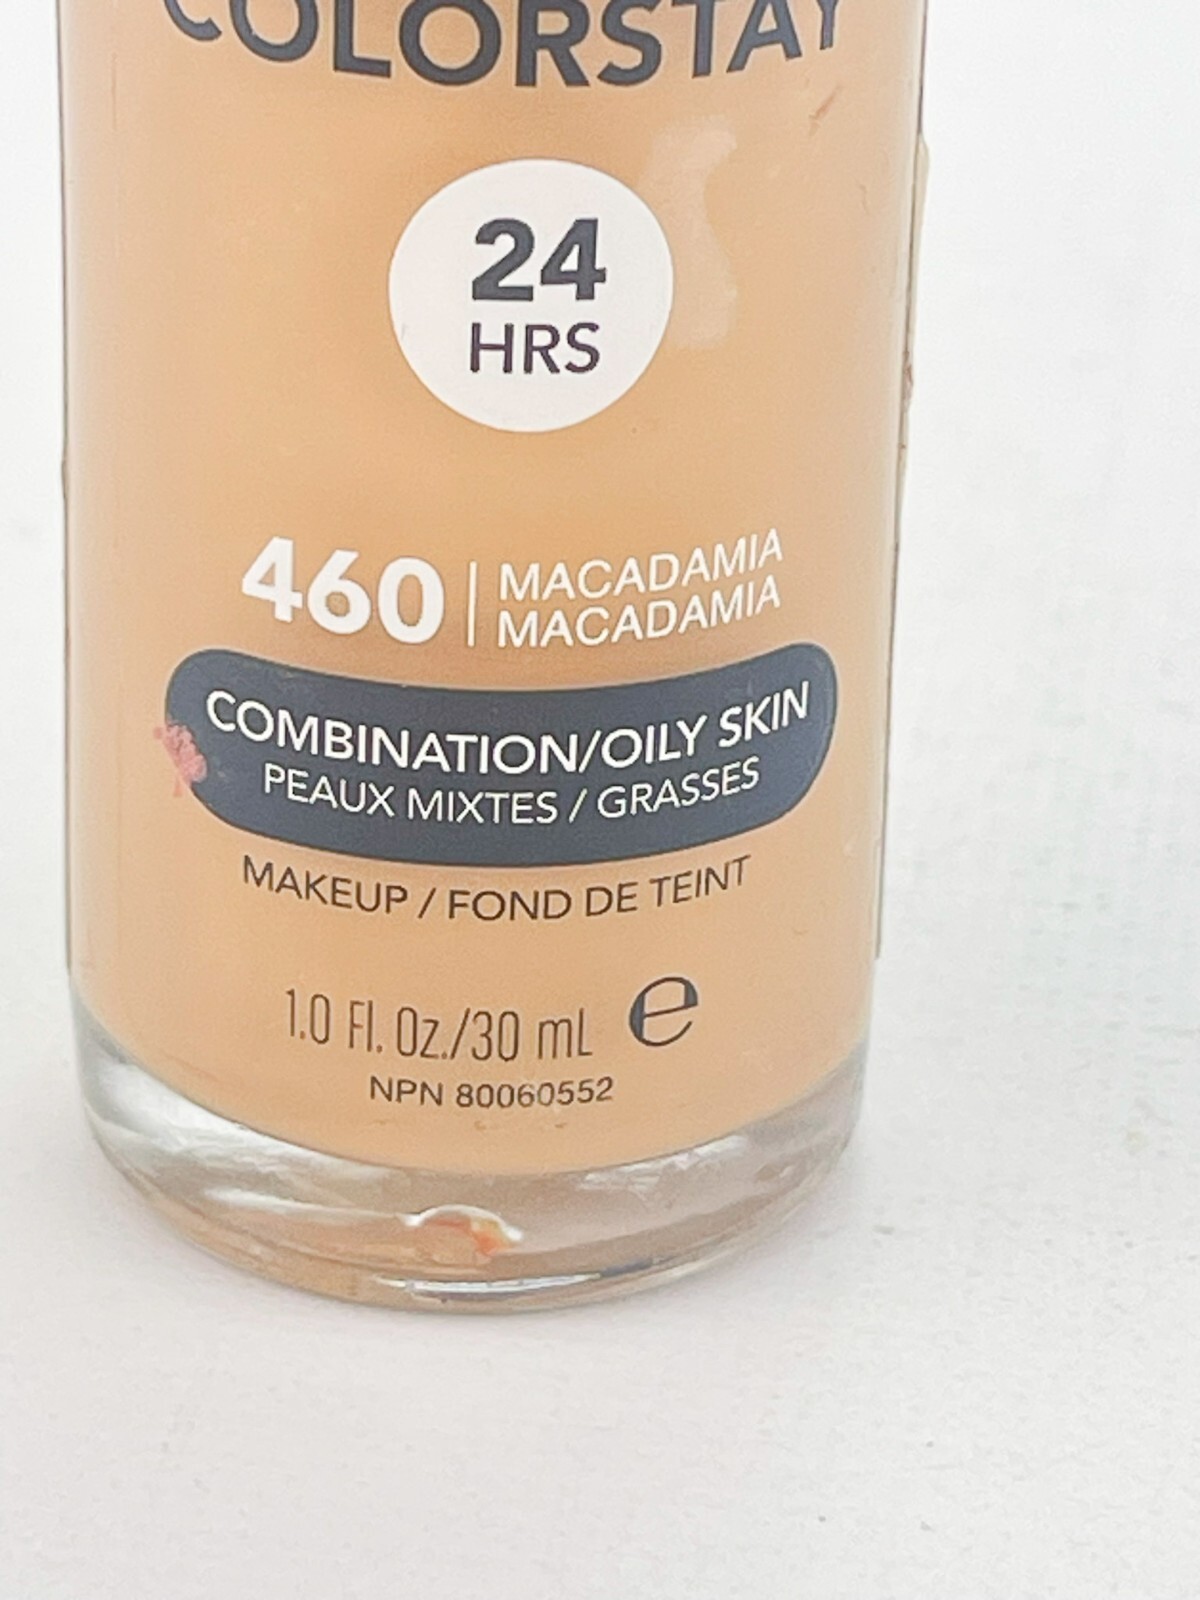 COLORSTAY
24
HRS
460 | MACADAMIA
MACADAMIA
COMBINATION/OILY SKIN
PEAUX MIXTES / GRASSES
MAKEUP / FOND DE TEINT
1.0 Fl. Oz./30 mL ℮
NPN 80060552